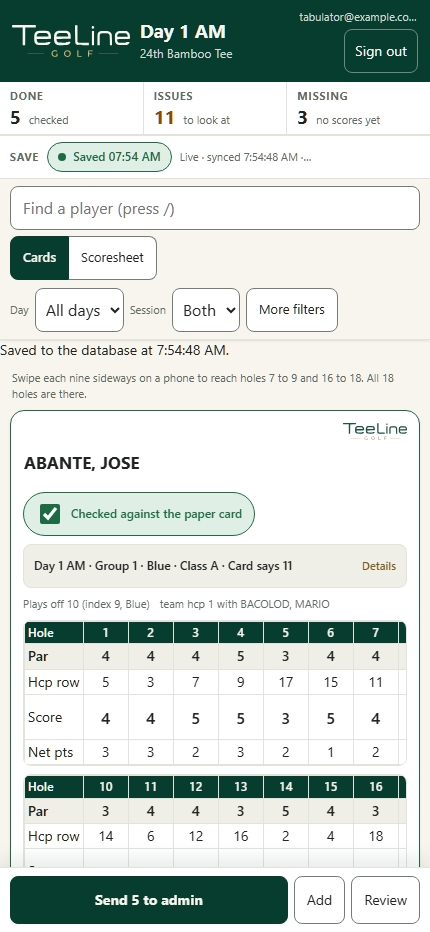 TeeLine
GOLF
Day 1 AM
24th Bamboo Tee
tabulator@example.co...
Sign out
DONE
5 checked
ISSUES
11 to look at
MISSING
3 no scores yet
SAVE
Saved 07:54 AM
Live · synced 7:54:48 AM ·...
Find a player (press /)
Cards
Scoresheet
Day
All days
Session
Both
More filters
Saved to the database at 7:54:48 AM.
Swipe each nine sideways on a phone to reach holes 7 to 9 and 16 to 18. All 18
holes are there.
TeeLine
GOLF
ABANTE, JOSE
Checked against the paper card
Day 1 AM · Group 1 · Blue · Class A · Card says 11
Details
Plays off 10 (index 9, Blue) team hcp 1 with BACOLOD, MARIO
Hole 1 2 3 4 5 6 7
Par 4 4 4 5 3 4 4
Hcp row 5 3 7 9 17 15 11
Score 4 4 5 5 3 5 4
Net pts 3 3 2 3 2 1 2
Hole 10 11 12 13 14 15 16
Par 3 4 4 3 5 4 3
Hcp row 14 6 12 16 2 4 18
Send 5 to admin
Add
Review